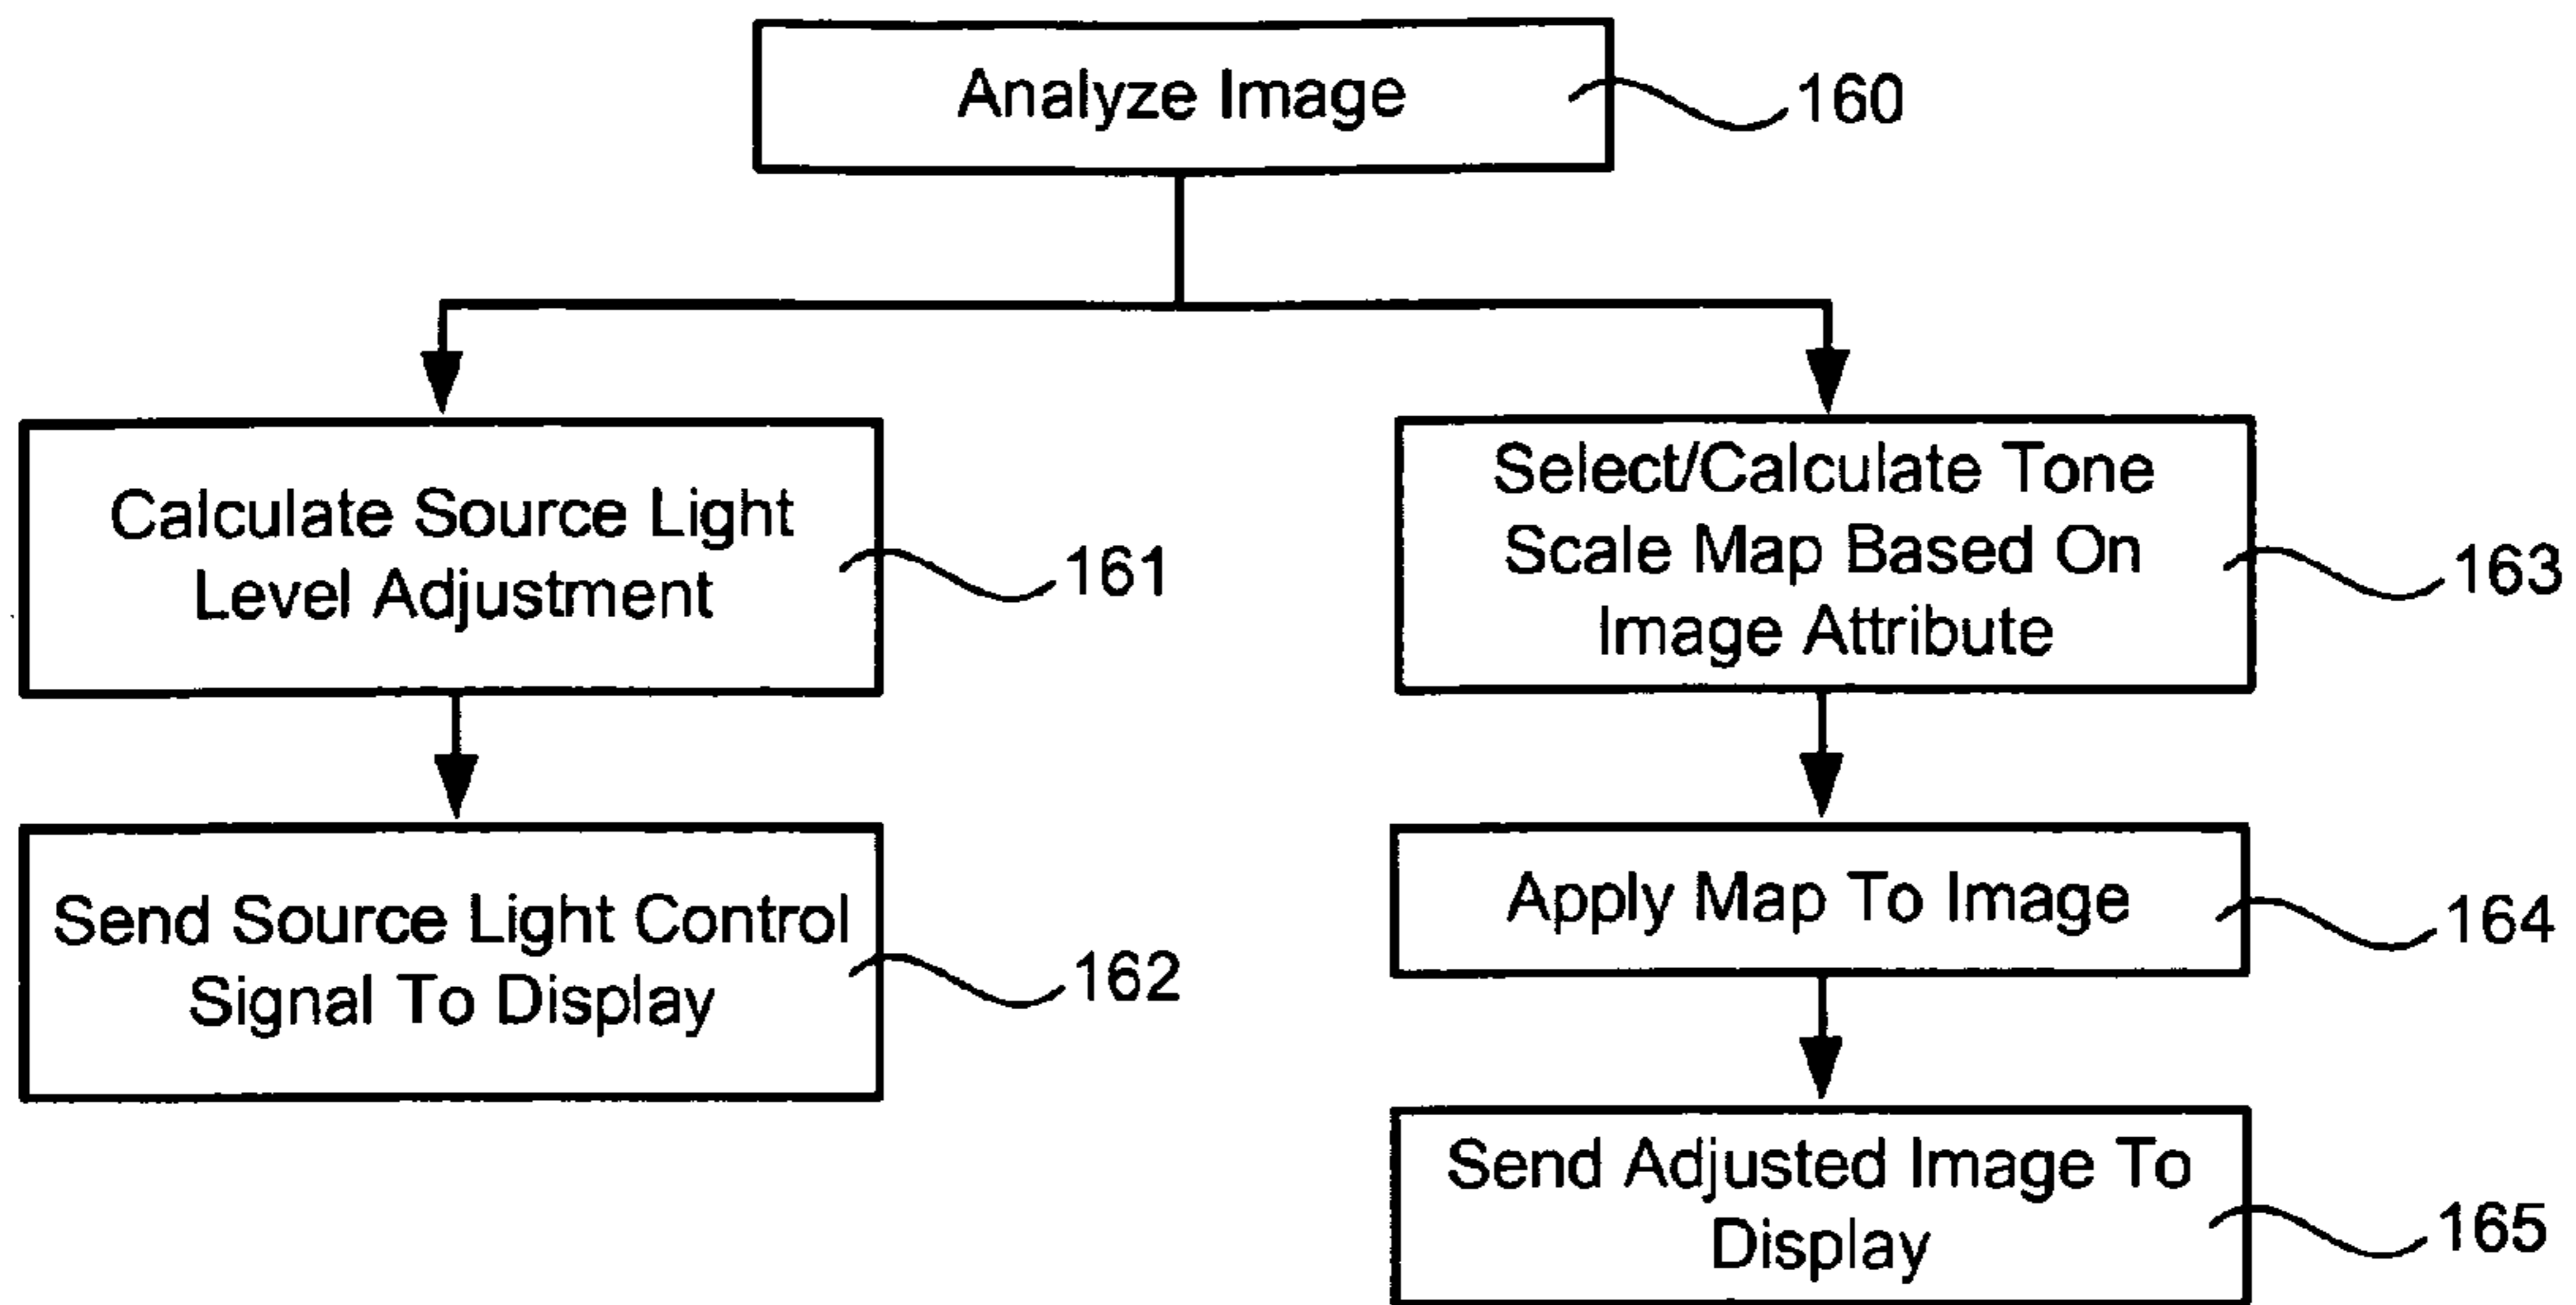 Analyze Image
160
Calculate Source Light
Level Adjustment
161
Select/Calculate Tone
Scale Map Based On
Image Attribute
163
Send Source Light Control
Signal To Display
162
Apply Map To Image
164
Send Adjusted Image To
Display
165